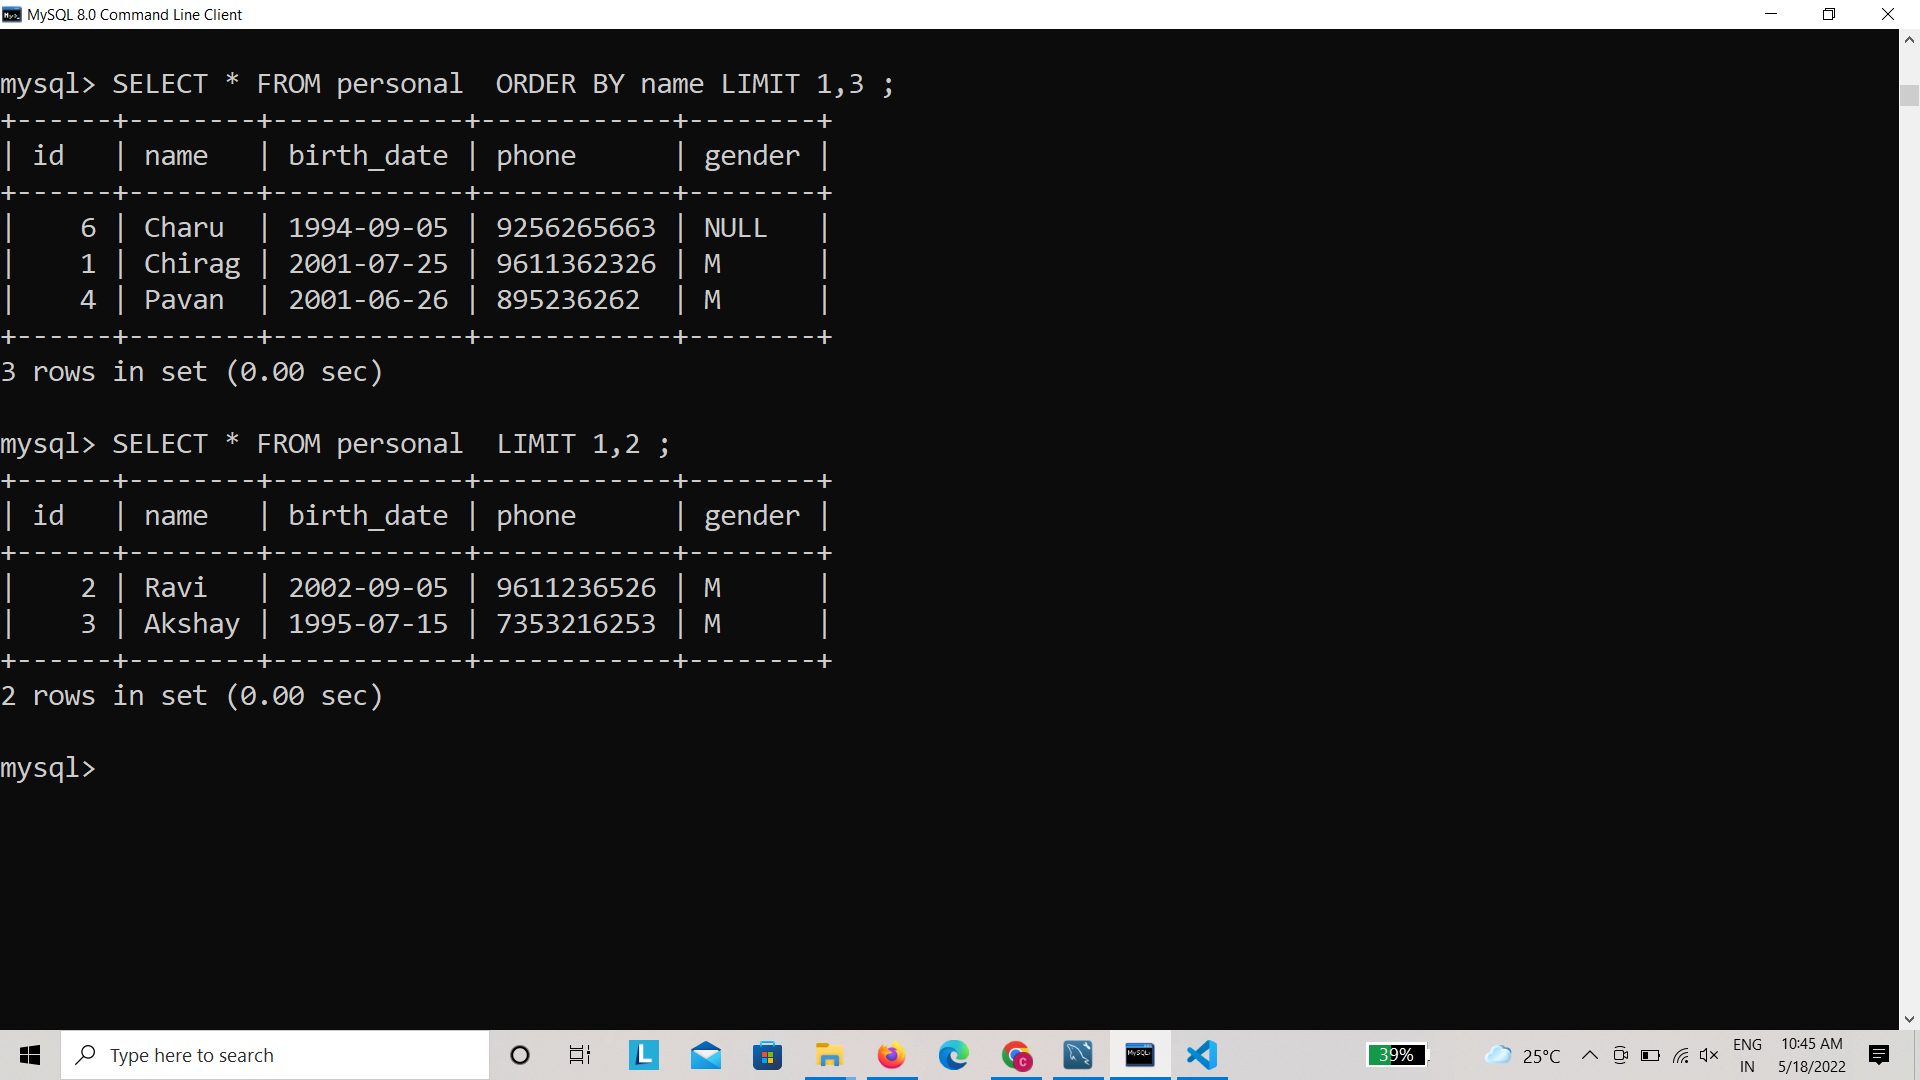 MySQL 8.0 Command Line Client
mysql> SELECT * FROM personal  ORDER BY name LIMIT 1,3 ;
+------+--------+------------+------------+--------+
| id   | name   | birth_date | phone      | gender |
+------+--------+------------+------------+--------+
|    6 | Charu  | 1994-09-05 | 9256265663 | NULL   |
|    1 | Chirag | 2001-07-25 | 9611362326 | M      |
|    4 | Pavan  | 2001-06-26 | 895236262  | M      |
+------+--------+------------+------------+--------+
3 rows in set (0.00 sec)
mysql> SELECT * FROM personal  LIMIT 1,2 ;
+------+--------+------------+------------+--------+
| id   | name   | birth_date | phone      | gender |
+------+--------+------------+------------+--------+
|    2 | Ravi   | 2002-09-05 | 9611236526 | M      |
|    3 | Akshay | 1995-07-15 | 7353216253 | M      |
+------+--------+------------+------------+--------+
2 rows in set (0.00 sec)
mysql>
Type here to search
L
C
MySQL
39%
25°C
ENG
IN
10:45 AM
5/18/2022